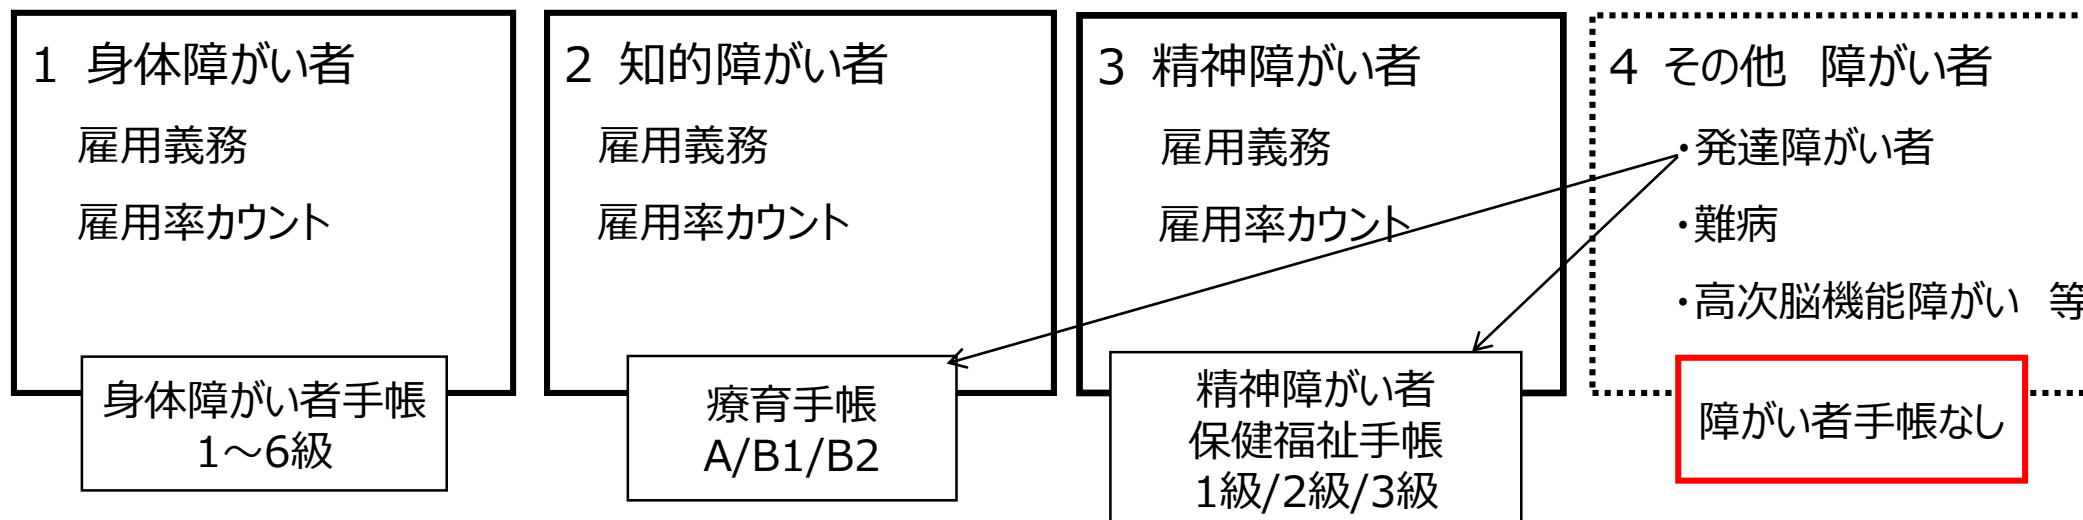 1 身体障がい者
雇用義務
雇用率カウント
身体障がい者手帳
1～6級
2 知的障がい者
雇用義務
雇用率カウント
療育手帳
A/B1/B2
3 精神障がい者
雇用義務
雇用率カウント
精神障がい者
保健福祉手帳
1級/2級/3級
4 その他　障がい者
・発達障がい者
・難病
・高次脳機能障がい　等
障がい者手帳なし